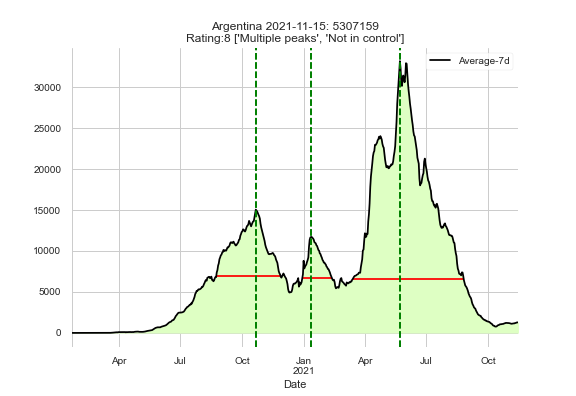 Argentina 2021-11-15: 5307159
Rating:8 ['Multiple peaks', 'Not in control']
Average-7d
30000
25000
20000
15000
10000
5000
0
Apr Jul Oct Jan Apr Jul Oct
2021
Date